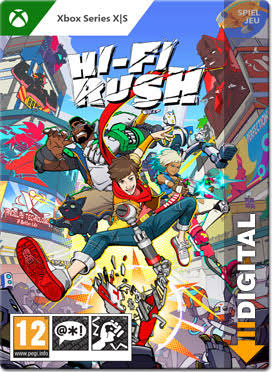 Xbox Series X|S
SPIEL
JEU
HI-FI
RUSH
DIGITAL
12
www.pegi.info
@*!